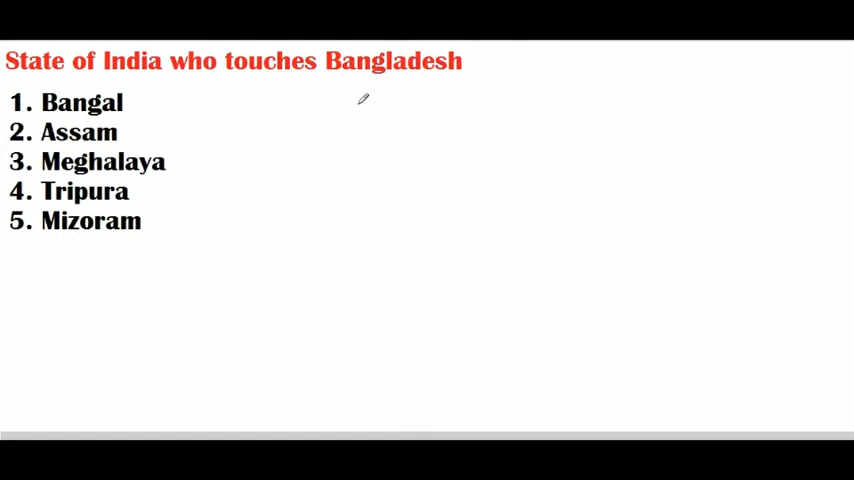 State of India who touches Bangladesh
1. Bangal
2. Assam
3. Meghalaya
4. Tripura
5. Mizoram